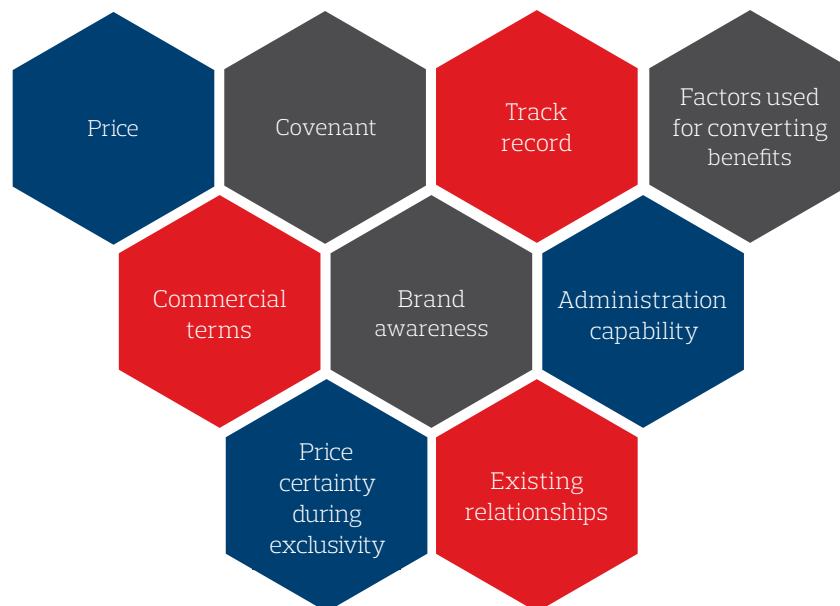 Price
Covenant
Track
record
Factors used
for converting
benefits
Commercial
terms
Brand
awareness
Administration
capability
Price
certainty
during
exclusivity
Existing
relationships